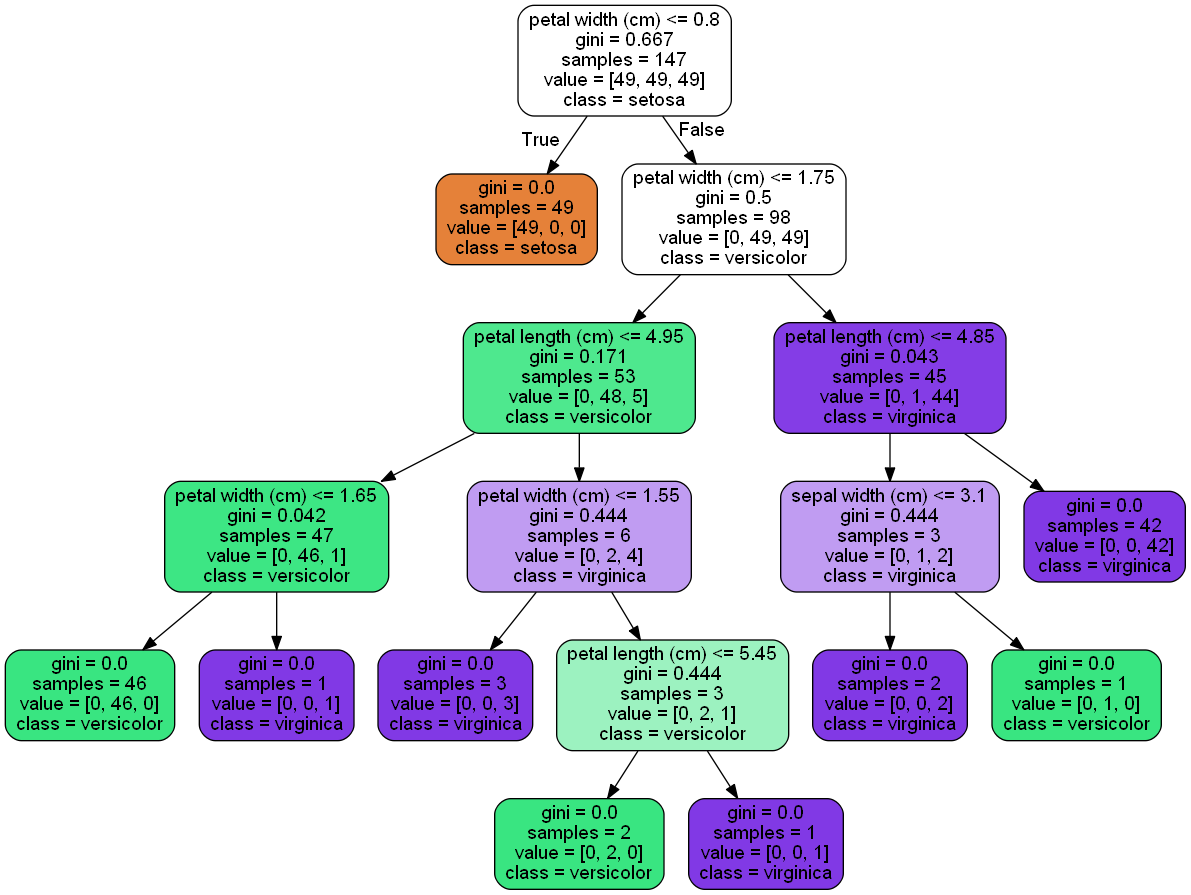 petal width (cm) <= 0.8
gini = 0.667
samples = 147
value = [49, 49, 49]
class = setosa
True
False
gini = 0.0
samples = 49
value = [49, 0, 0]
class = setosa
petal width (cm) <= 1.75
gini = 0.5
samples = 98
value = [0, 49, 49]
class = versicolor
petal length (cm) <= 4.95
gini = 0.171
samples = 53
value = [0, 48, 5]
class = versicolor
petal length (cm) <= 4.85
gini = 0.043
samples = 45
value = [0, 1, 44]
class = virginica
petal width (cm) <= 1.65
gini = 0.042
samples = 47
value = [0, 46, 1]
class = versicolor
petal width (cm) <= 1.55
gini = 0.444
samples = 6
value = [0, 2, 4]
class = virginica
sepal width (cm) <= 3.1
gini = 0.444
samples = 3
value = [0, 1, 2]
class = virginica
gini = 0.0
samples = 42
value = [0, 0, 42]
class = virginica
gini = 0.0
samples = 46
value = [0, 46, 0]
class = versicolor
gini = 0.0
samples = 1
value = [0, 0, 1]
class = virginica
gini = 0.0
samples = 3
value = [0, 0, 3]
class = virginica
petal length (cm) <= 5.45
gini = 0.444
samples = 3
value = [0, 2, 1]
class = versicolor
gini = 0.0
samples = 2
value = [0, 0, 2]
class = virginica
gini = 0.0
samples = 1
value = [0, 1, 0]
class = versicolor
gini = 0.0
samples = 2
value = [0, 2, 0]
class = versicolor
gini = 0.0
samples = 1
value = [0, 0, 1]
class = virginica